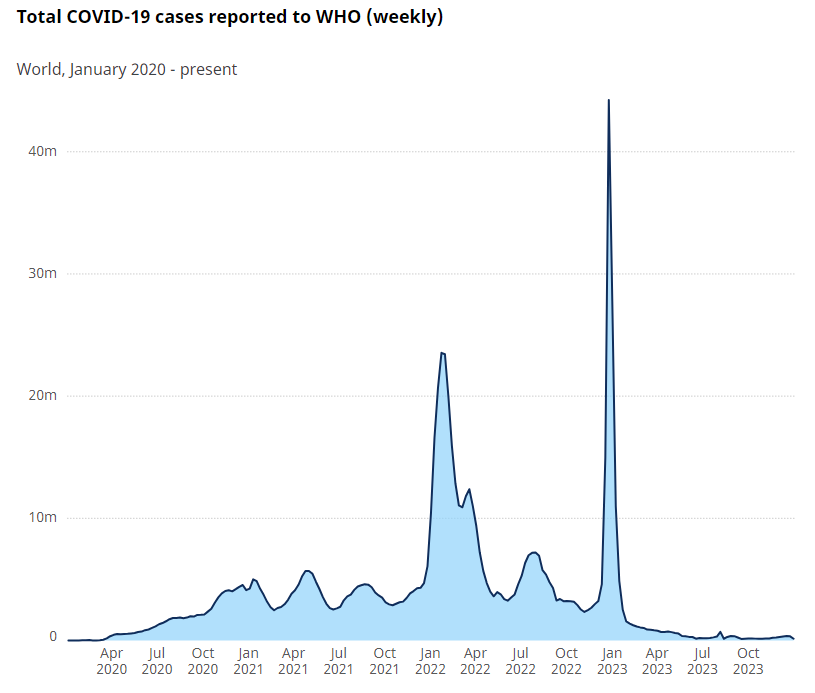 Total COVID-19 cases reported to WHO (weekly)
World, January 2020 - present
40m
30m
20m
10m
0
Apr Jul Oct Jan Apr Jul Oct Jan Apr Jul Oct Jan Apr Jul Oct
2020 2020 2020 2021 2021 2021 2021 2022 2022 2022 2022 2023 2023 2023 2023